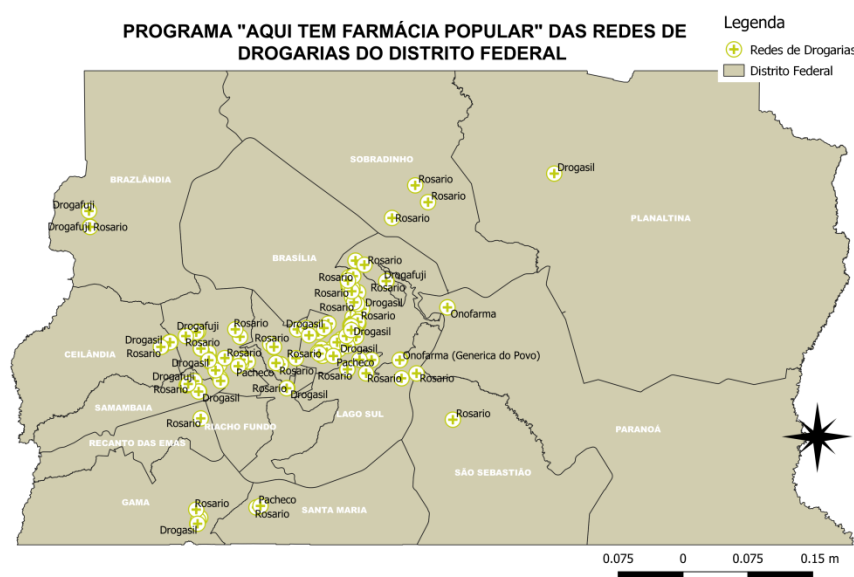 PROGRAMA "AQUI TEM FARMÁCIA POPULAR" DAS REDES DE
DROGARIAS DO DISTRITO FEDERAL
Legenda
Redes de Drogarias
Distrito Federal
SOBRADINHO
BRAZLÂNDIA
Drogasil
Rosario
Rosario
Drogafuji
Rosario
PLANALTINA
Drogafuji Rosario
BRASÍLIA
Rosario
Rosario
Drogafuji
Rosario
Rosario
Drogasil
Rosario
Onofarma
Rosario
Drogafuji
Rosario
Drogasil
Drogasil
Drogasil
Rosario
Rosario
Rosario
Drogasil
CEILÂNDIA
Rosario
Rosario
Onofarma (Generica do Povo)
Drogasil
Pacheco
Pacheco
Rosario
Rosario
Rosario
Rosario
Drogafuji
Rosario
Rosario
Drogasil
Drogasil
SAMAMBAIA
LAGO SUL
Rosario
Rosario
RIACHO FUNDO
PARANOÁ
RECANTO DAS EMAS
SÃO SEBASTIÃO
GAMA
Rosario
Pacheco
Rosario
SANTA MARIA
Drogasil
0.075 0 0.075 0.15 m